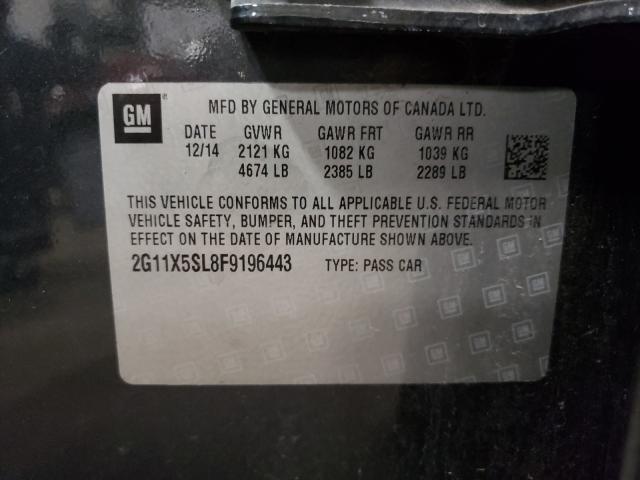 GM
MFD BY GENERAL MOTORS OF CANADA LTD.
DATE GVWR GAWR FRT GAWR RR
12/14 2121 KG 1082 KG 1039 KG
4674 LB 2385 LB 2289 LB
THIS VEHICLE CONFORMS TO ALL APPLICABLE U.S. FEDERAL MOTOR
VEHICLE SAFETY, BUMPER, AND THEFT PREVENTION STANDARDS IN
EFFECT ON THE DATE OF MANUFACTURE SHOWN ABOVE.
2G11X5SL8F9196443 TYPE: PASS CAR